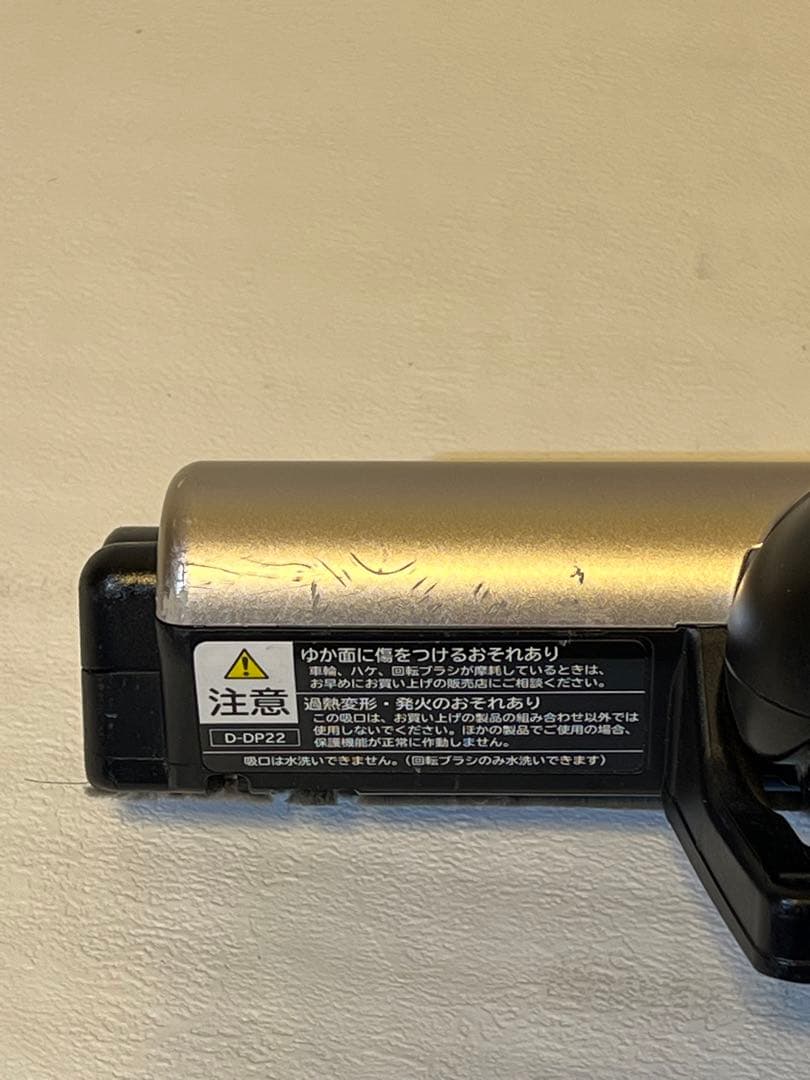 注意
D-DP22
ゆか面に傷をつけるおそれあり
車輪、ハケ、回転ブラシが摩耗しているときは、
お早めにお買い上げの販売店にご相談ください。
過熱変形・発火のおそれあり
この吸口は、お買い上げの製品の組み合わせ以外では
使用しないでください。ほかの製品でご使用の場合、
保護機能が正常に作動しません。
吸口は水洗いできません。(回転ブラシのみ水洗いできます)